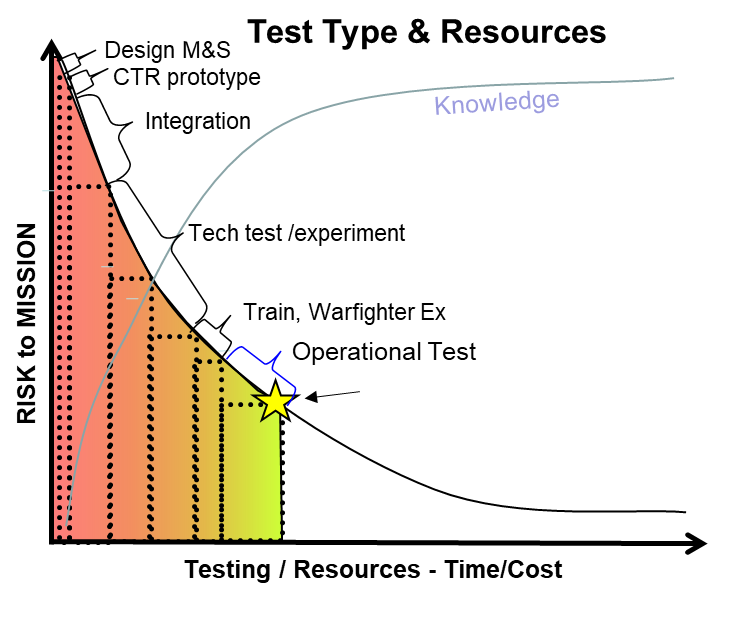 Test Type & Resources
Design M&S
CTR prototype
Knowledge
Integration
Tech test /experiment
Train, Warfighter Ex
Operational Test
RISK to MISSION
Testing / Resources - Time/Cost